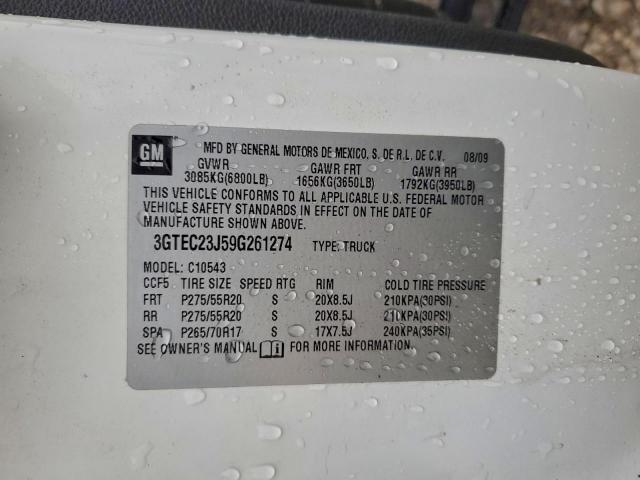 GM
MFD BY GENERAL MOTORS DE MEXICO, S. DE R.L. DE C.V. 08/09
GVWR GAWR FRT GAWR RR
3085KG(6800LB) 1656KG(3650LB) 1792KG(3950LB)
THIS VEHICLE CONFORMS TO ALL APPLICABLE U.S. FEDERAL MOTOR
VEHICLE SAFETY STANDARDS IN EFFECT ON THE DATE OF
MANUFACTURE SHOWN ABOVE.
3GTEC23J59G261274 TYPE: TRUCK
MODEL: C10543
CCF5 TIRE SIZE SPEED RTG RIM COLD TIRE PRESSURE
FRT P275/55R20 S 20X8.5J 210KPA(30PSI)
RR P275/55R20 S 20X8.5J 210KPA(30PSI)
SPA P265/70R17 S 17X7.5J 240KPA(35PSI)
SEE OWNER'S MANUAL FOR MORE INFORMATION.